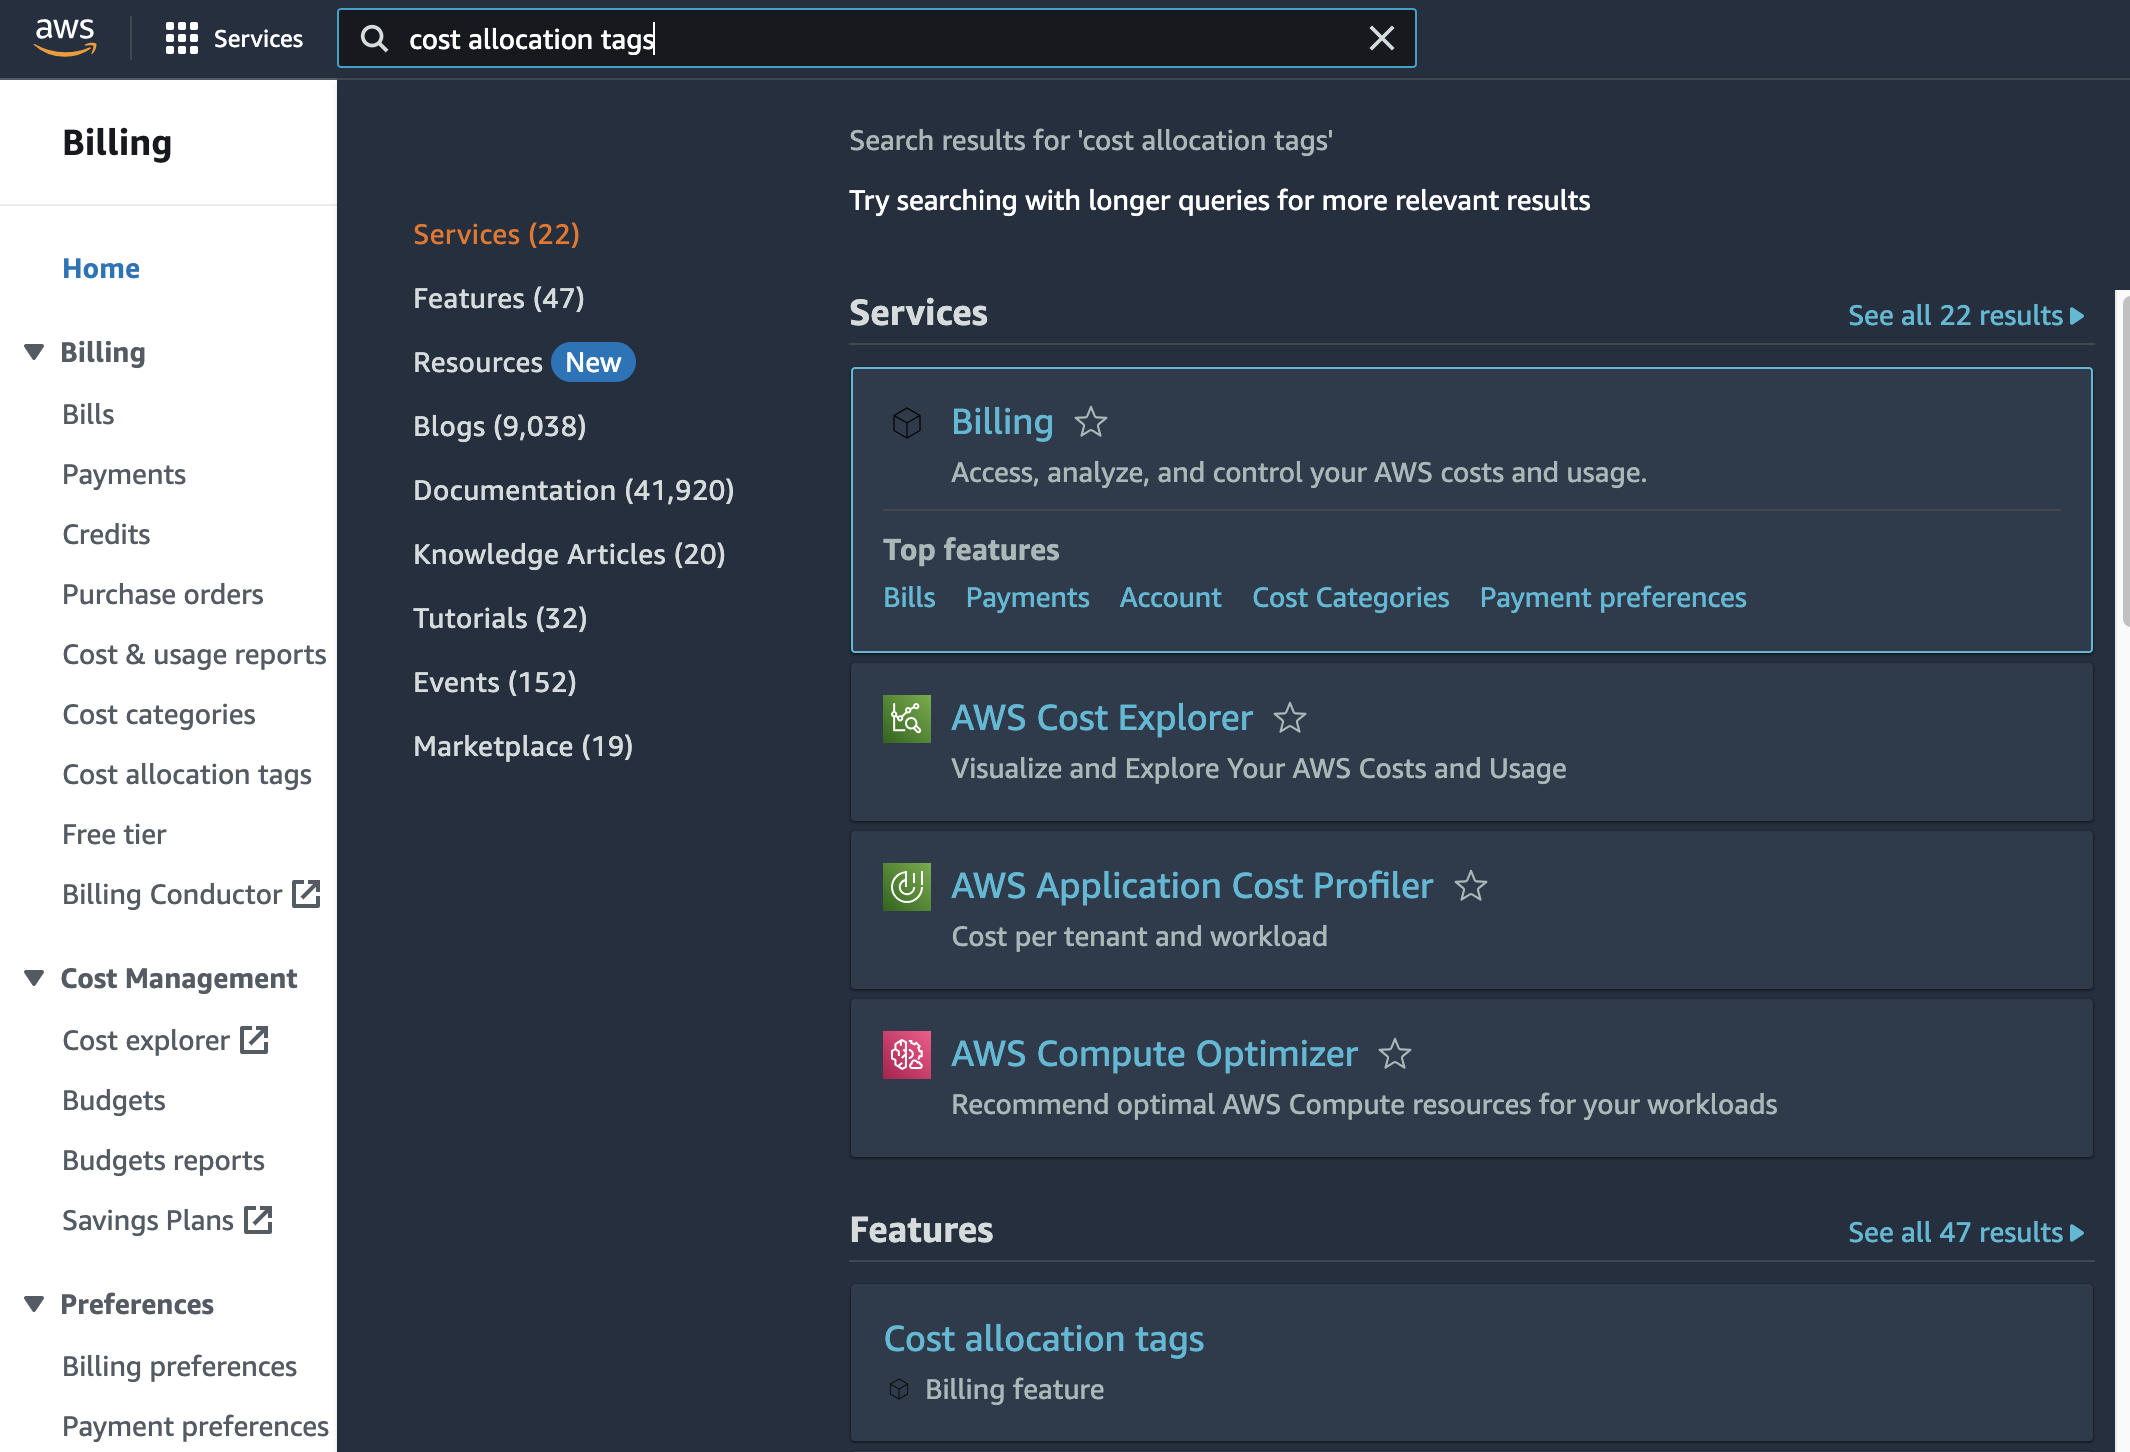 aws
Services
cost allocation tags
Billing
Home
Billing
Bills
Payments
Credits
Purchase orders
Cost & usage reports
Cost categories
Cost allocation tags
Free tier
Billing Conductor
Cost Management
Cost explorer
Budgets
Budgets reports
Savings Plans
Preferences
Billing preferences
Payment preferences
Services (22)
Features (47)
Resources New
Blogs (9,038)
Documentation (41,920)
Knowledge Articles (20)
Tutorials (32)
Events (152)
Marketplace (19)
Search results for 'cost allocation tags'
Try searching with longer queries for more relevant results
Services See all 22 results
Billing
Access, analyze, and control your AWS costs and usage.
Top features
Bills Payments Account Cost Categories Payment preferences
AWS Cost Explorer
Visualize and Explore Your AWS Costs and Usage
AWS Application Cost Profiler
Cost per tenant and workload
AWS Compute Optimizer
Recommend optimal AWS Compute resources for your workloads
Features See all 47 results
Cost allocation tags
Billing feature